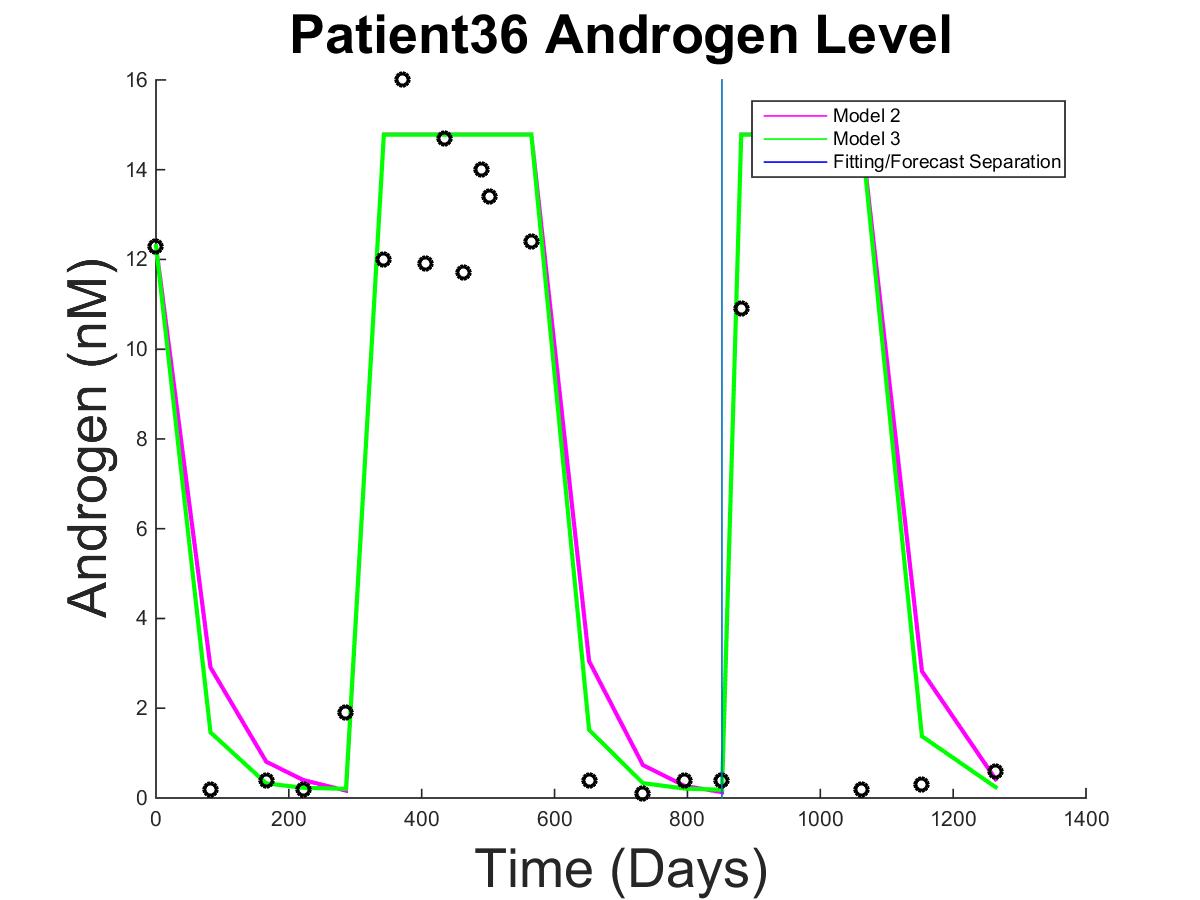 Patient36 Androgen Level
16
14
12
10
8
6
4
2
0
Androgen (nM)
Model 2
Model 3
Fitting/Forecast Separation
0 200 400 600 800 1000 1200 1400
Time (Days)